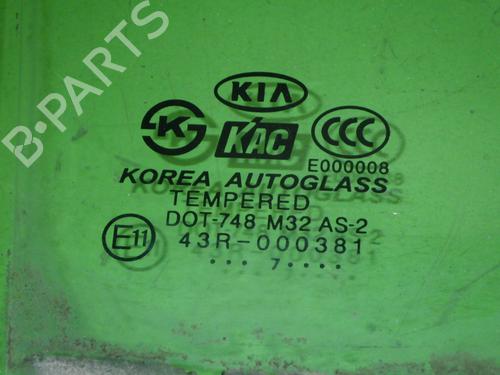 B-PARTS
KIA
K
KAC
CCC
E000008
KOREA AUTOGLASS
TEMPERED
DOT-748 M32 AS-2
E11
43R-000381
... 7 ....